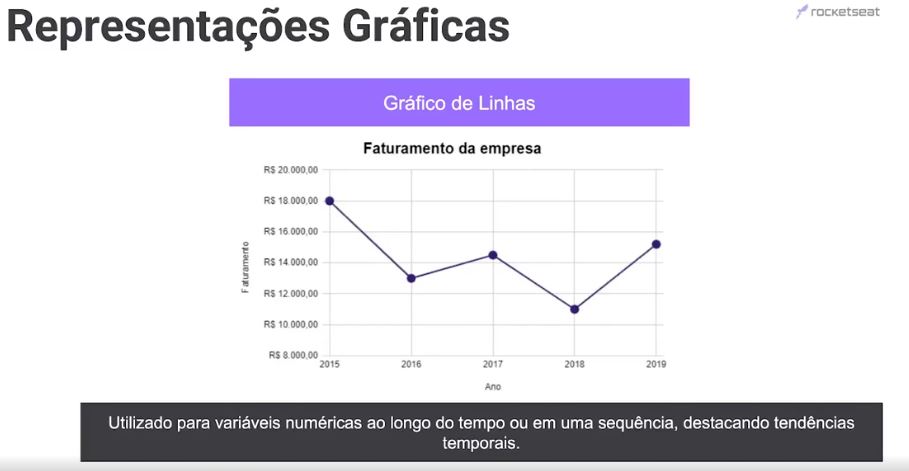 Representações Gráficas
rocketseat
Gráfico de Linhas
Faturamento da empresa
R$ 20.000,00
R$ 18.000,00
R$ 16.000,00
R$ 14.000,00
R$ 12.000,00
R$ 10.000,00
R$ 8.000,00
Faturamento
2015 2016 2017 2018 2019
Ano
Utilizado para variáveis numéricas ao longo do tempo ou em uma sequência, destacando tendências
temporais.